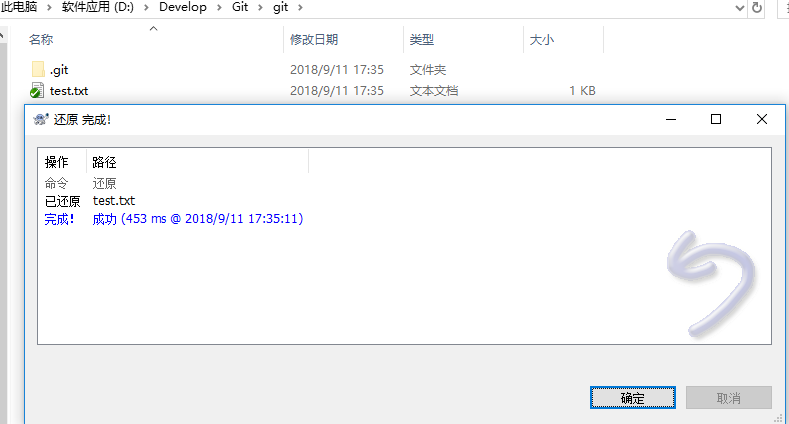 此电脑 > 软件应用 (D:) > Develop > Git > git >
名称 修改日期 类型 大小
.git 2018/9/11 17:35 文件夹
test.txt 2018/9/11 17:35 文本文档 1 KB
还原 完成!
操作 路径
命令 还原
已还原 test.txt
完成! 成功 (453 ms @ 2018/9/11 17:35:11)
确定 取消